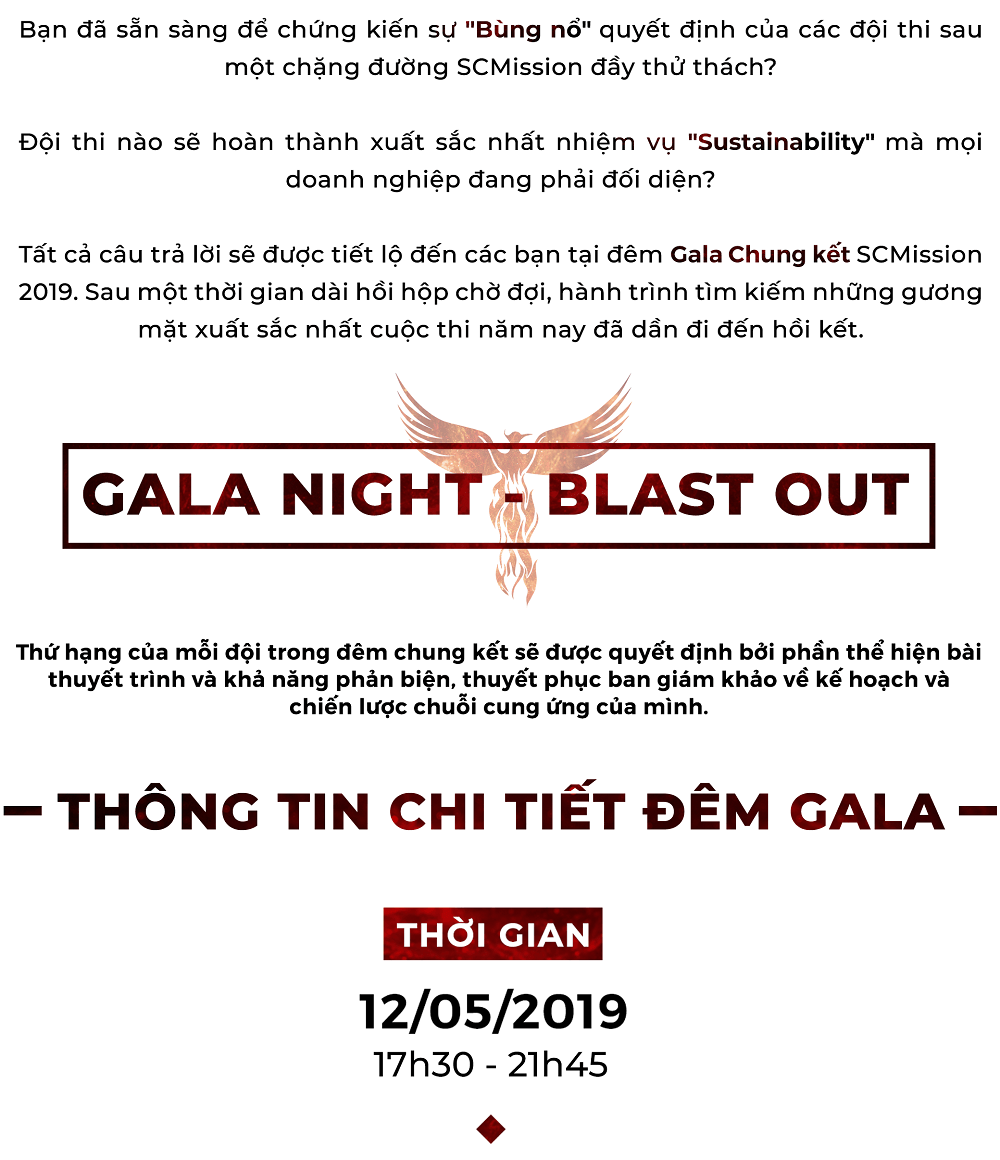 Bạn đã sẵn sàng để chứng kiến sự "Bùng nổ" quyết định của các đội thi sau
một chặng đường SCMission đầy thử thách?
Đội thi nào sẽ hoàn thành xuất sắc nhất nhiệm vụ "Sustainability" mà mọi
doanh nghiệp đang phải đối diện?
Tất cả câu trả lời sẽ được tiết lộ đến các bạn tại đêm Gala Chung kết SCMission
2019. Sau một thời gian dài hồi hộp chờ đợi, hành trình tìm kiếm những gương
mặt xuất sắc nhất cuộc thi năm nay đã dần đi đến hồi kết.
GALA NIGHT - BLAST OUT
Thứ hạng của mỗi đội trong đêm chung kết sẽ được quyết định bởi phần thể hiện bài
thuyết trình và khả năng phản biện, thuyết phục ban giám khảo về kế hoạch và
chiến lược chuỗi cung ứng của mình.
THÔNG TIN CHI TIẾT ĐÊM GALA
THỜI GIAN
12/05/2019
17h30 - 21h45